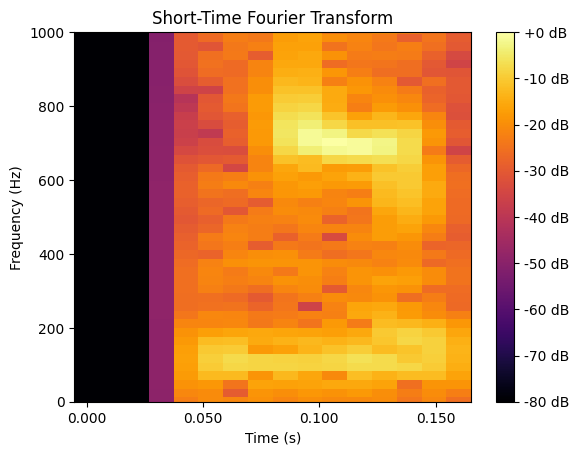 Short-Time Fourier Transform
1000
800
600
400
200
0
Frequency (Hz)
0.000
0.050
0.100
0.150
Time (s)
+0 dB
-10 dB
-20 dB
-30 dB
-40 dB
-50 dB
-60 dB
-70 dB
-80 dB